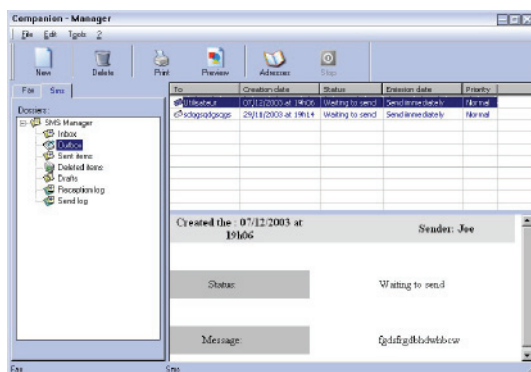 Companion - Manager
File Edit Tools ?
New Delete Print Preview Adresses Stop
Fax Sms
Dossiers:
SMS Manager
Inbox
Outbox
Sent items
Deleted items
Drafts
Reception log
Send log
To Creation date Status Emission date Priority
Utilisateur 07/12/2003 at 19h06 Waiting to send Send immediately Normal
29/11/2003 at 19h14 Waiting to send Send immediately Normal
Created the : 07/12/2003 at
19h06
Sender: Joe
Status: Waiting to send
Message:
Fax Sms